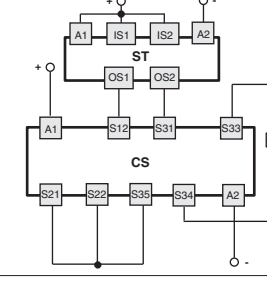 + -
A1 IS1 IS2 A2
ST
OS1 OS2
+
A1 S12 S31 S33
CS
S21 S22 S35 S34 A2
-